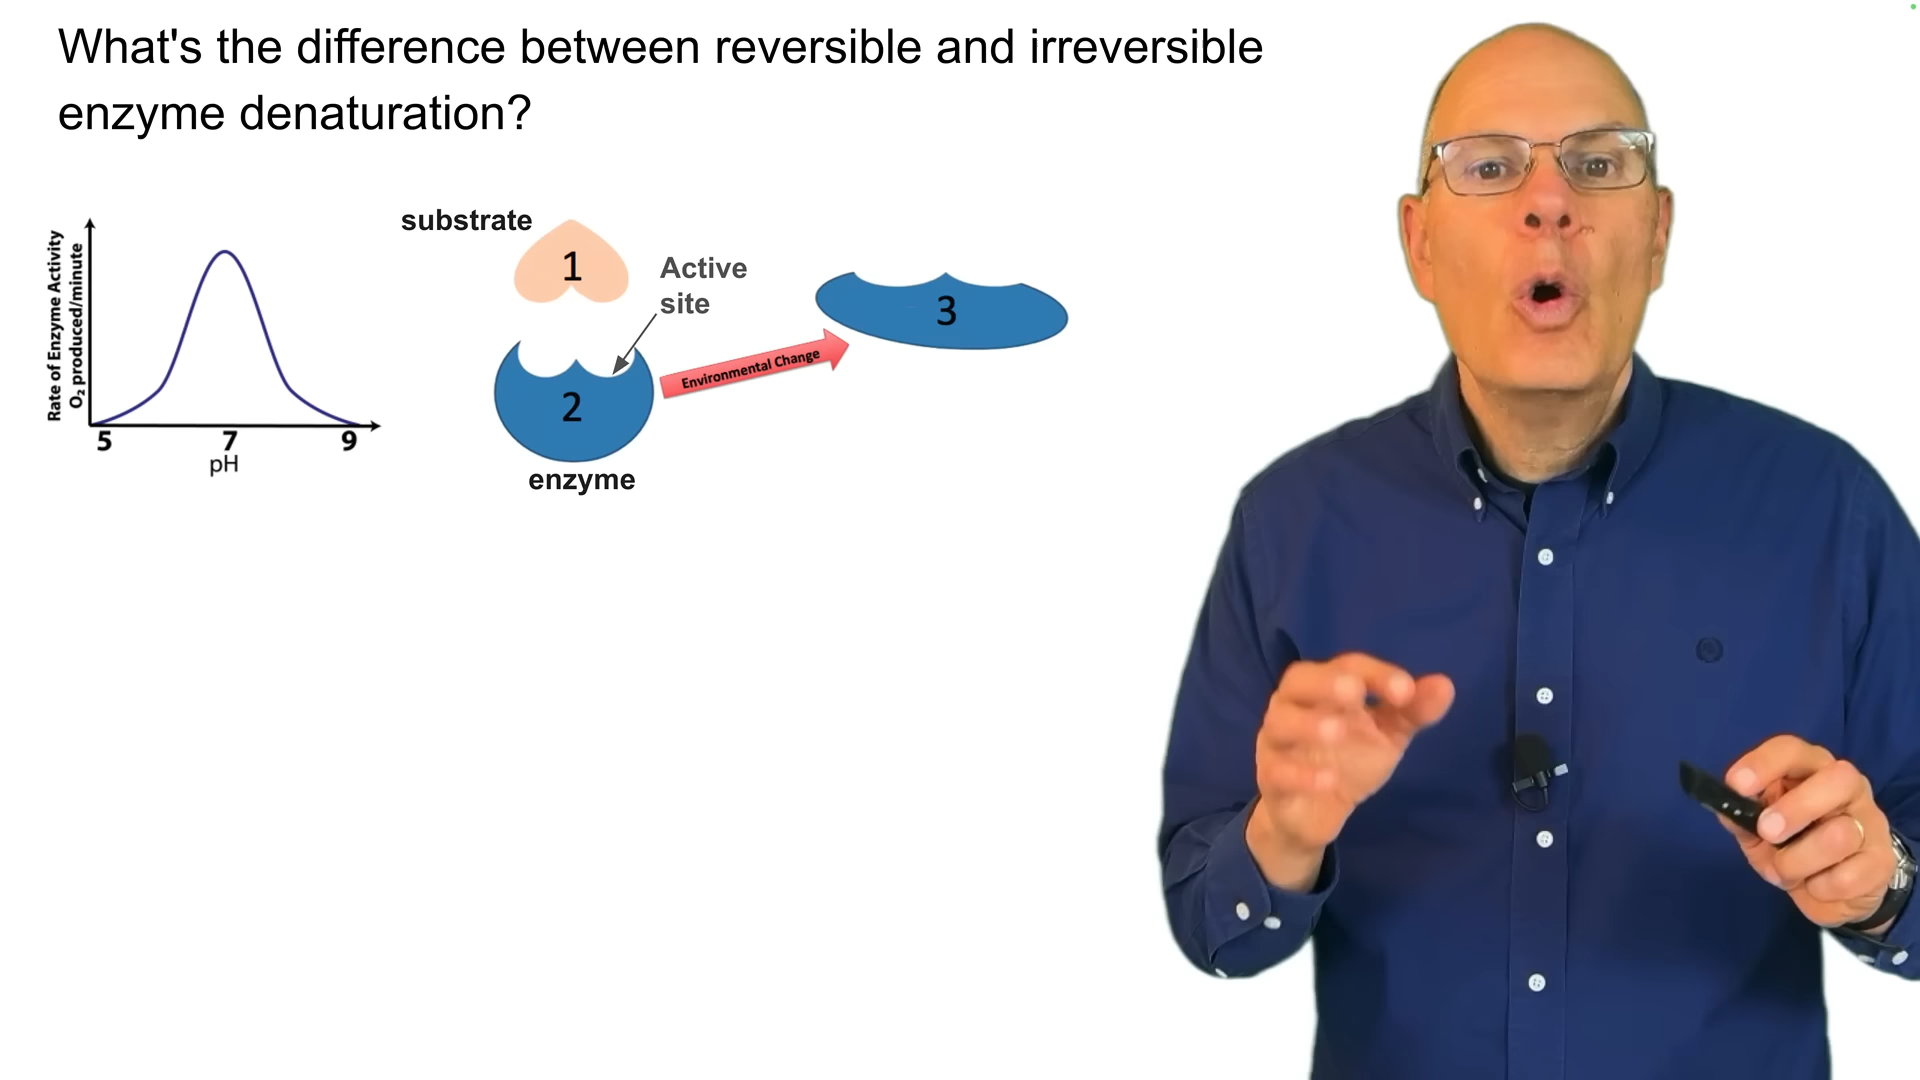 What's the difference between reversible and irreversible
enzyme denaturation?
Rate of Enzyme Activity
O₂ produced/minute
5 7 9
pH
substrate
1
Active
site
2
enzyme
Environmental Change
3